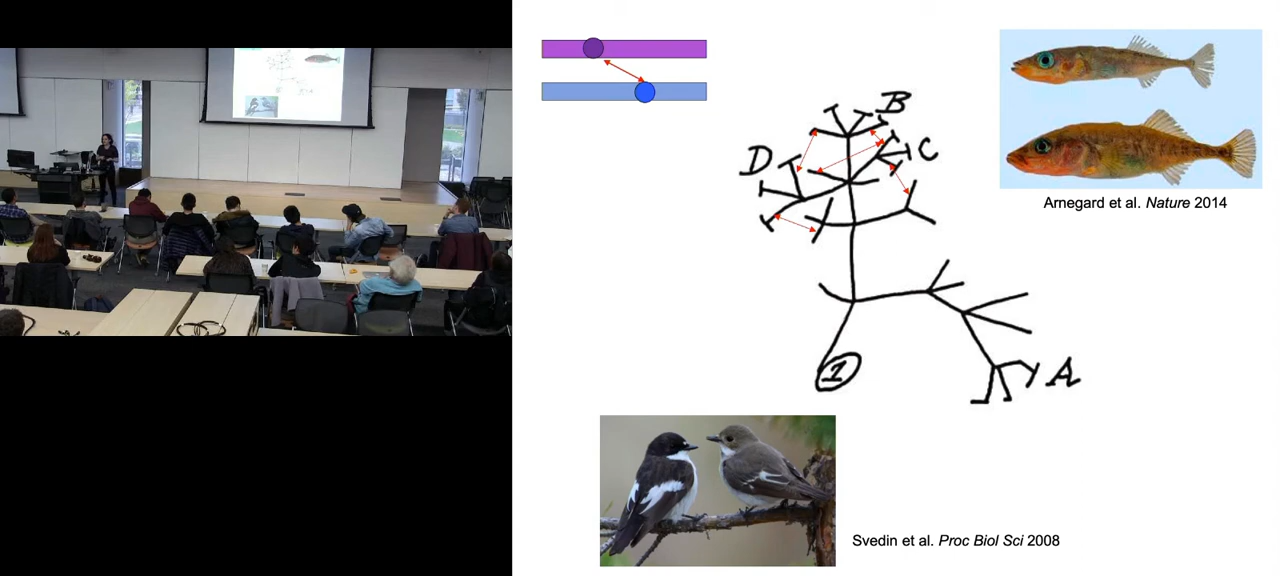 B
C
D
Arnegard et al. Nature 2014
1
A
Svedin et al. Proc Biol Sci 2008